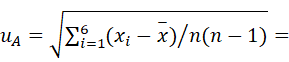 u_A = √(∑_{i=1}^{6}(x_i − x̄)/n(n − 1)) =